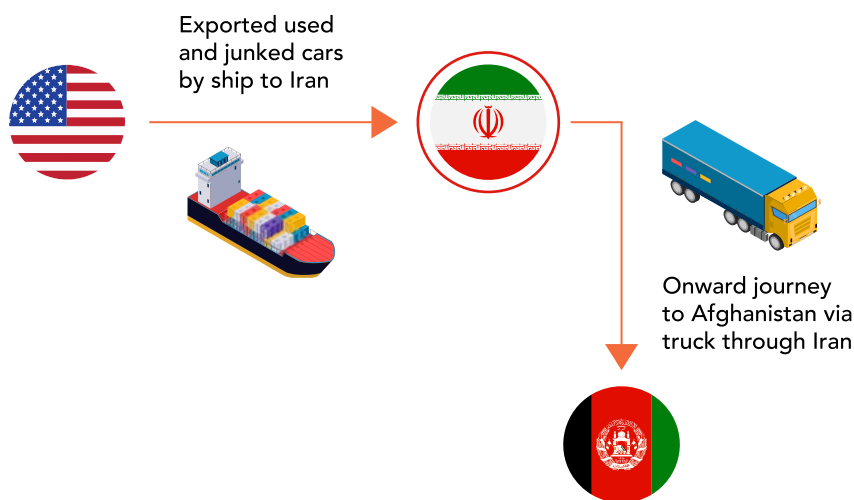 Exported used
and junked cars
by ship to Iran
Onward journey
to Afghanistan via
truck through Iran